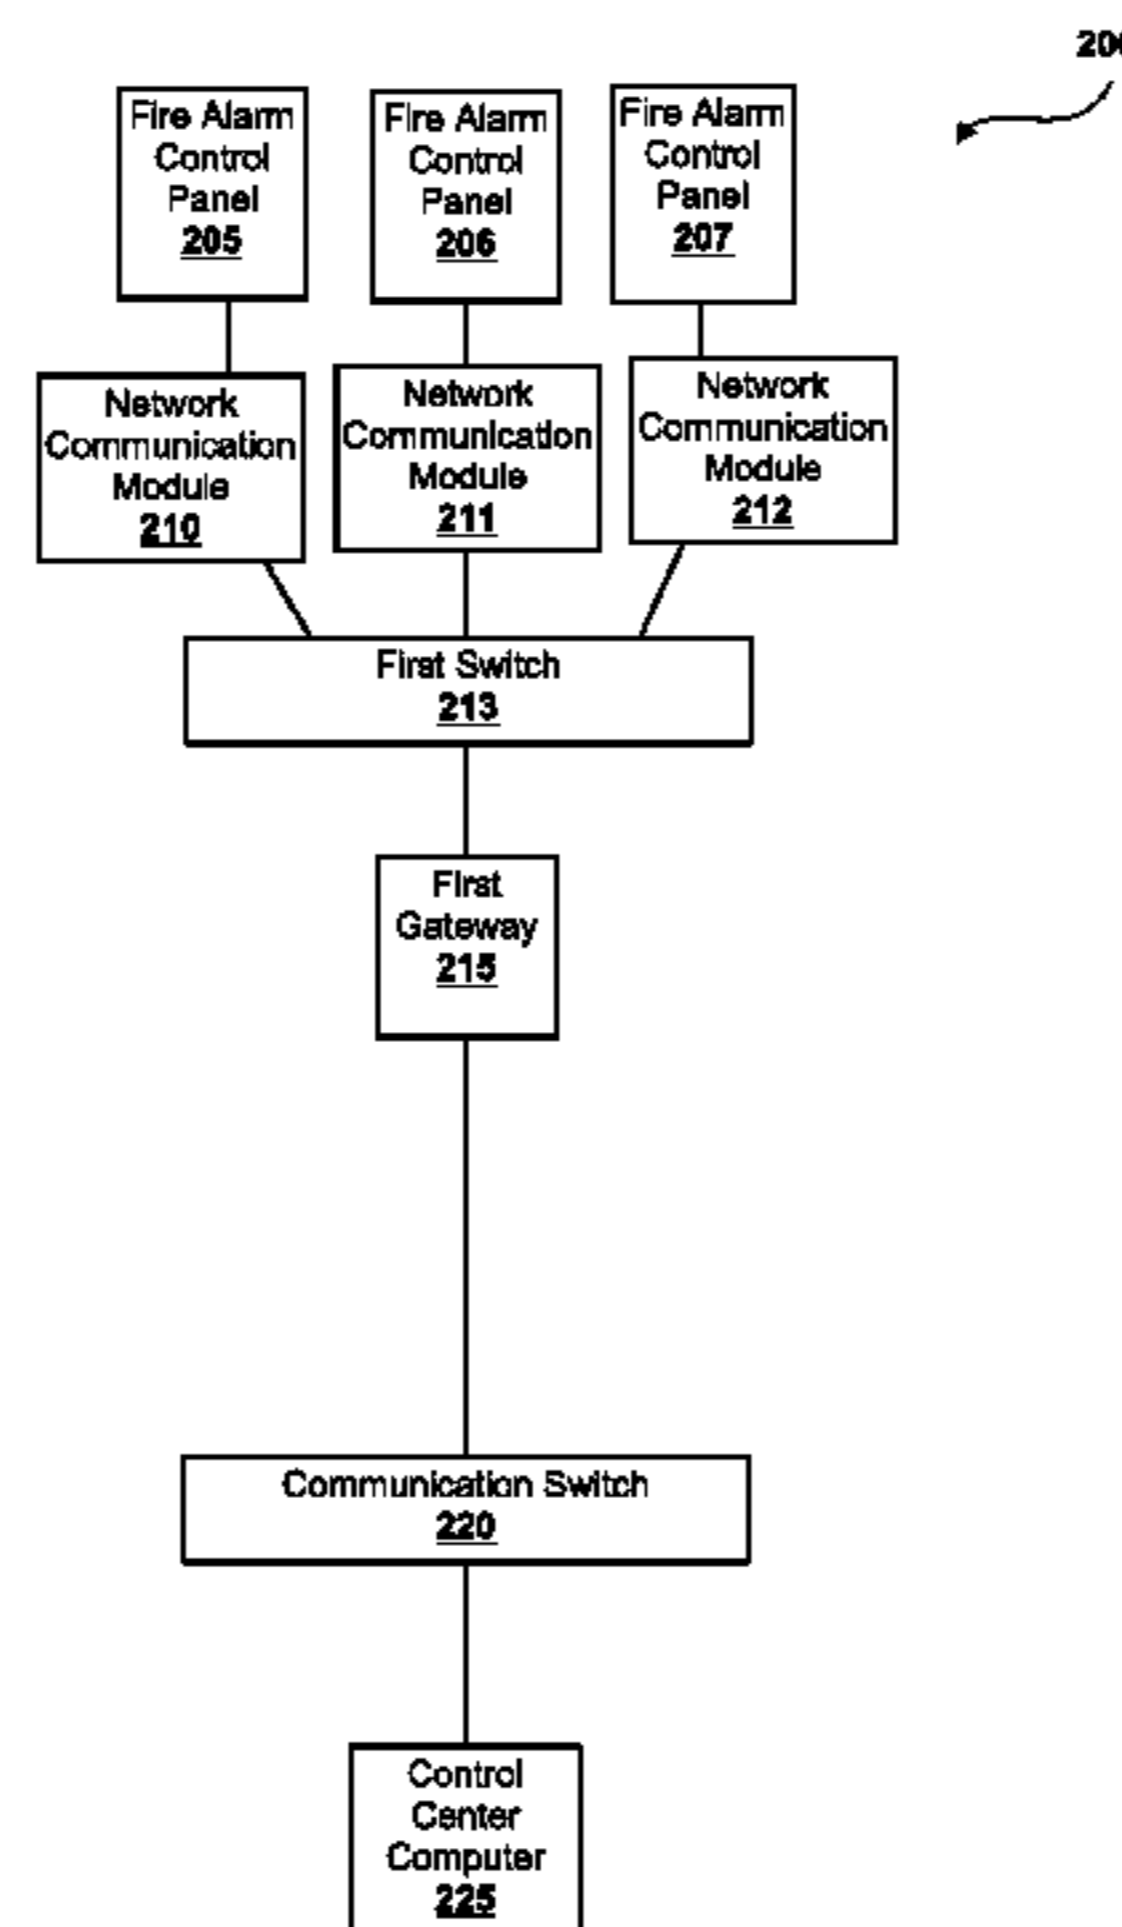 200
Fire Alarm
Control
Panel
205
Fire Alarm
Control
Panel
206
Fire Alarm
Control
Panel
207
Network
Communication
Module
210
Network
Communication
Module
211
Network
Communication
Module
212
First Switch
213
First
Gateway
215
Communication Switch
220
Control
Center
Computer
225